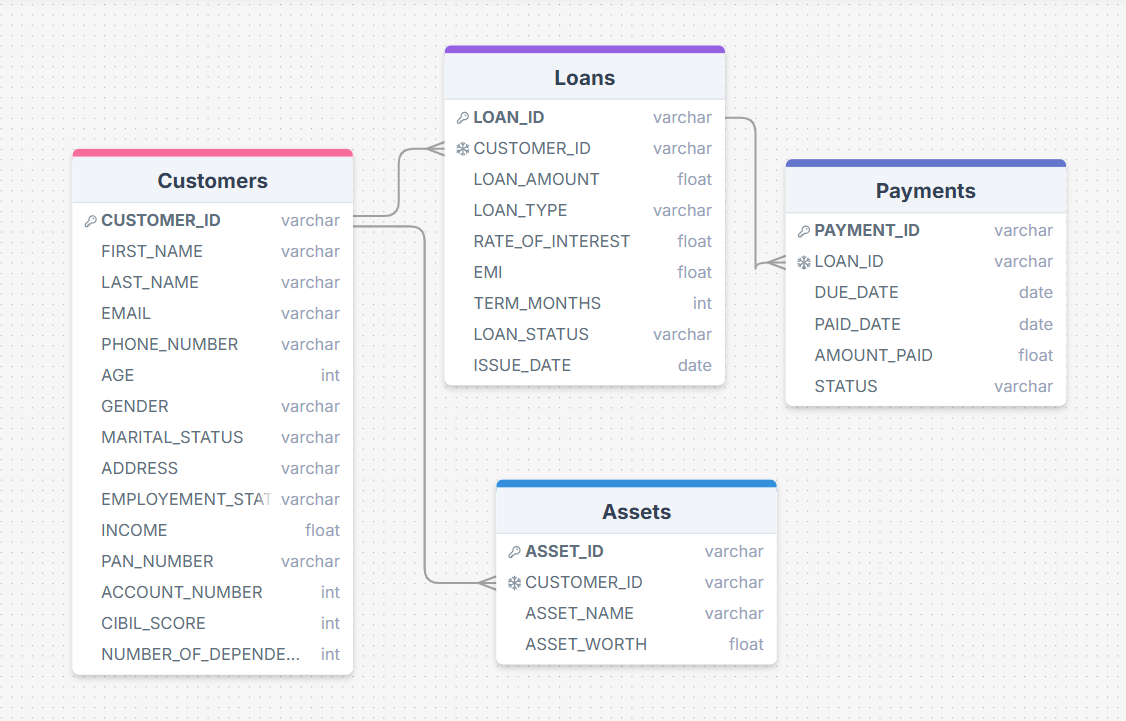 Customers
CUSTOMER_ID varchar
FIRST_NAME varchar
LAST_NAME varchar
EMAIL varchar
PHONE_NUMBER varchar
AGE int
GENDER varchar
MARITAL_STATUS varchar
ADDRESS varchar
EMPLOYEMENT_STAT varchar
INCOME float
PAN_NUMBER varchar
ACCOUNT_NUMBER int
CIBIL_SCORE int
NUMBER_OF_DEPENDE... int
Loans
LOAN_ID varchar
CUSTOMER_ID varchar
LOAN_AMOUNT float
LOAN_TYPE varchar
RATE_OF_INTEREST float
EMI float
TERM_MONTHS int
LOAN_STATUS varchar
ISSUE_DATE date
Payments
PAYMENT_ID varchar
LOAN_ID varchar
DUE_DATE date
PAID_DATE date
AMOUNT_PAID float
STATUS varchar
Assets
ASSET_ID varchar
CUSTOMER_ID varchar
ASSET_NAME varchar
ASSET_WORTH float